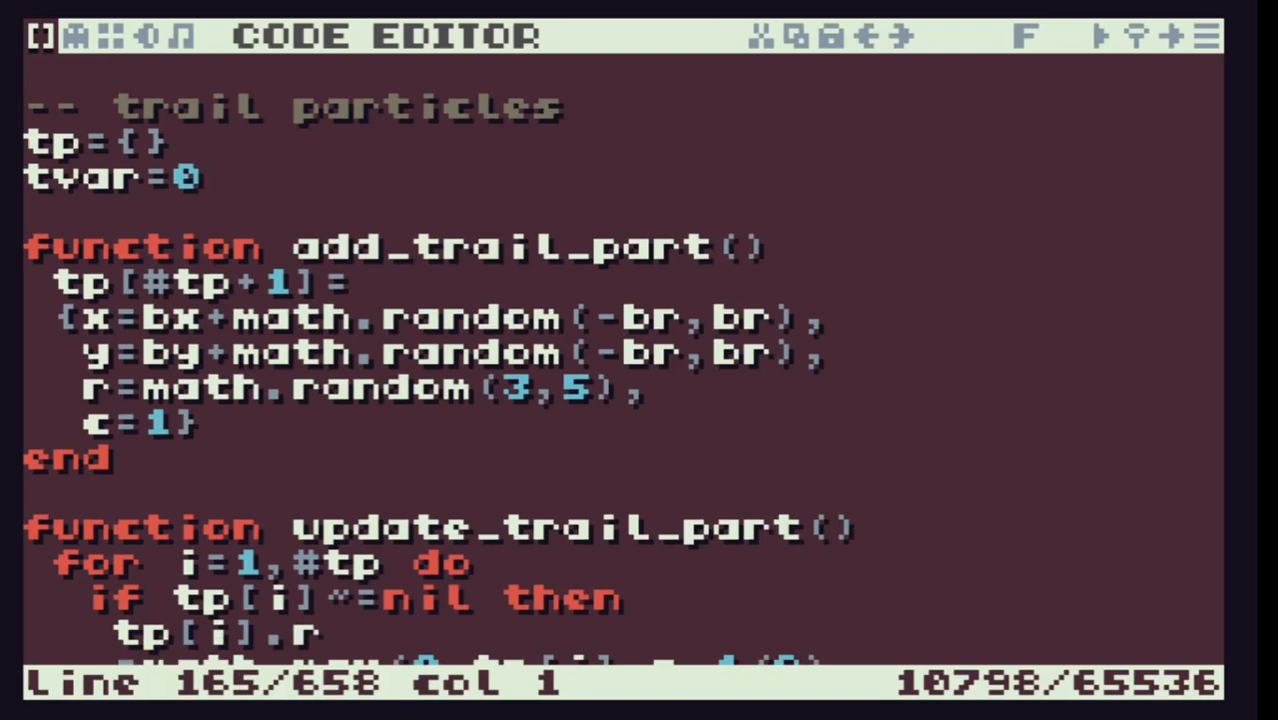 CODE EDITOR F
-- trail particles
tp={}
tvar=0
function add_trail_part()
tp[#tp+1]=
{x=bx+math.random(-br,br),
y=by+math.random(-br,br),
r=math.random(3,5),
c=1}
end
function update_trail_part()
for i=1,#tp do
if tp[i]~=nil then
tp[i].r
Line 165/658 col 1
10798/65536